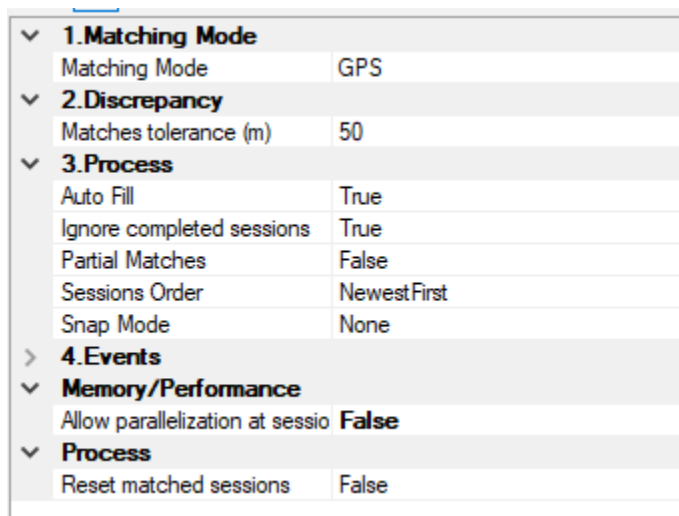 1.Matching Mode
Matching Mode GPS
2.Discrepancy
Matches tolerance (m) 50
3.Process
Auto Fill True
Ignore completed sessions True
Partial Matches False
Sessions Order NewestFirst
Snap Mode None
4.Events
Memory/Performance
Allow parallelization at sessio False
Process
Reset matched sessions False